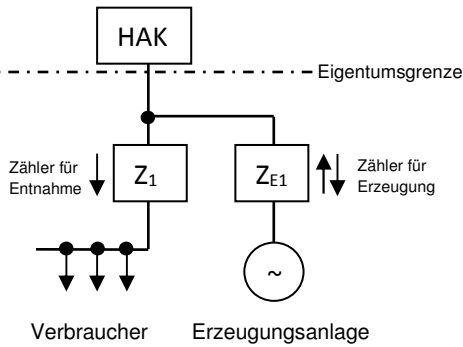 HAK
Eigentumsgrenze
Zähler für
Entnahme
Z1
ZE1
Zähler für
Erzeugung
~
Verbraucher
Erzeugungsanlage